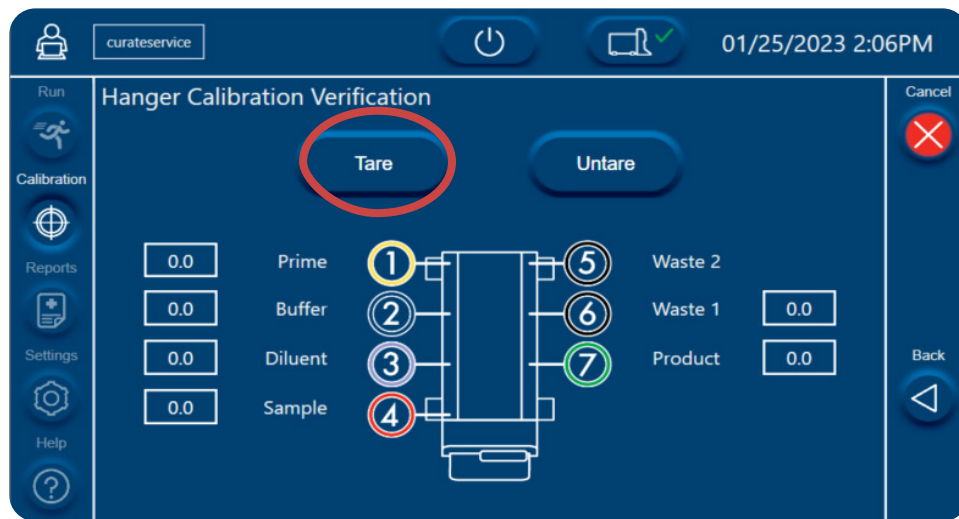 curateservice
01/25/2023 2:06PM
Run
Calibration
Reports
Settings
Help
Hanger Calibration Verification
Tare
Untare
0.0 Prime 1
0.0 Buffer 2
0.0 Diluent 3
0.0 Sample 4
5 Waste 2
6 Waste 1 0.0
7 Product 0.0
Cancel
Back
?